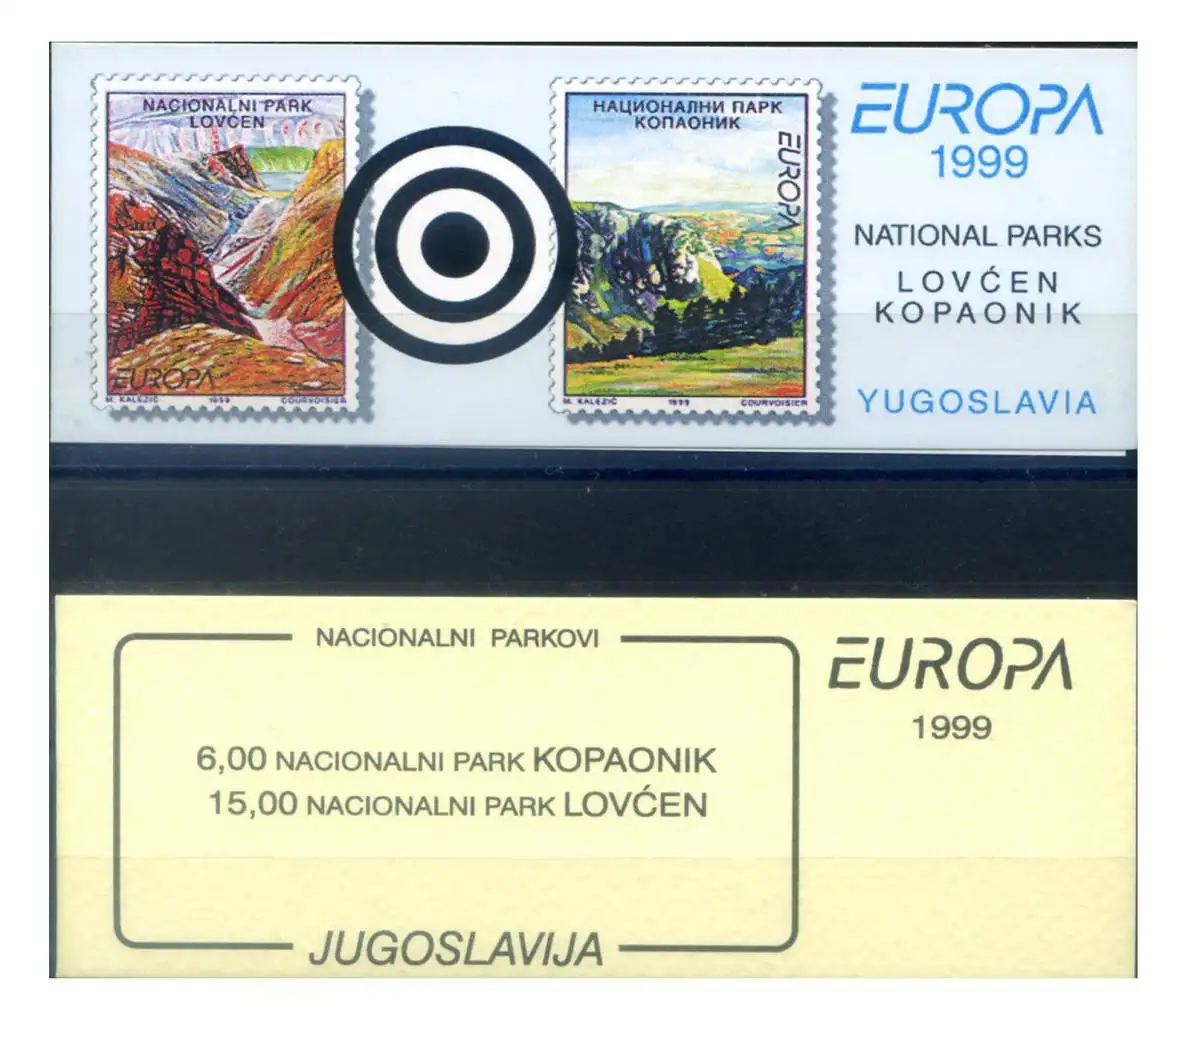 NACIONALNI PARK
LOVĆEN
EUROPA
M. KALEZIĆ 1999 COURVOISIER
НАЦИОНАЛНИ ПАРК
КОПАОНИК
EUROPA
M. KALEZIĆ 1999 COURVOISIER
EUROPA
1999
NATIONAL PARKS
LOVĆEN
KOPAONIK
YUGOSLAVIA
NACIONALNI PARKOVI
6,00 NACIONALNI PARK KOPAONIK
15,00 NACIONALNI PARK LOVĆEN
JUGOSLAVIJA
EUROPA
1999